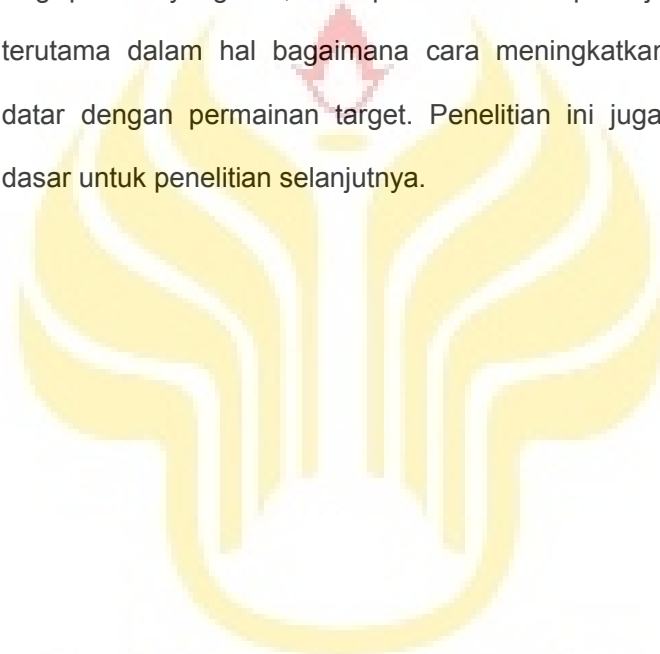 terutama dalam hal bagaimana cara meningkatkan
datar dengan permainan target. Penelitian ini juga
dasar untuk penelitian selanjutnya.